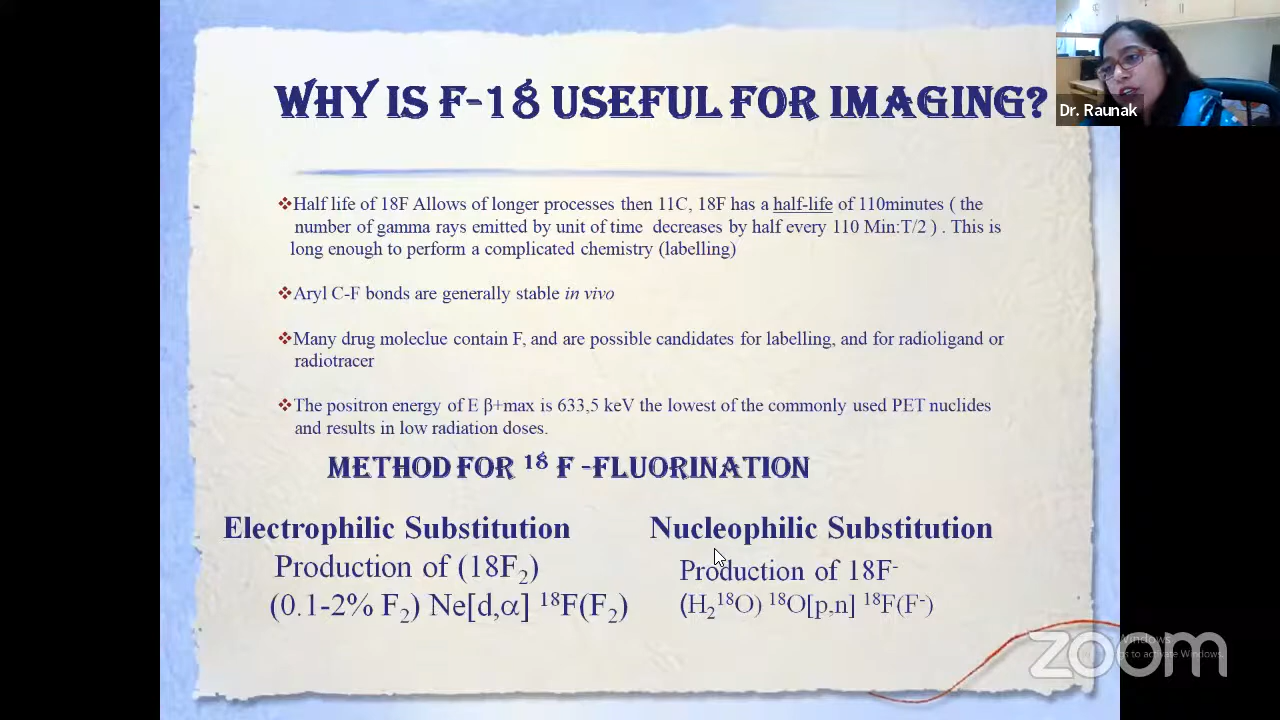 WHY IS F-18 USEFUL FOR IMAGING?
Dr. Raunak
❖Half life of 18F Allows of longer processes then 11C, 18F has a half-life of 110minutes ( the
number of gamma rays emitted by unit of time decreases by half every 110 Min:T/2 ) . This is
long enough to perform a complicated chemistry (labelling)
❖Aryl C-F bonds are generally stable in vivo
❖Many drug moleclue contain F, and are possible candidates for labelling, and for radioligand or
radiotracer
❖The positron energy of E β+max is 633,5 keV the lowest of the commonly used PET nuclides
and results in low radiation doses.
METHOD FOR ¹⁸ F -FLUORINATION
Electrophilic Substitution
Production of (18F₂)
(0.1-2% F₂) Ne[d,α] ¹⁸F(F₂)
Nucleophilic Substitution
Production of 18F⁻
(H₂¹⁸O) ¹⁸O[p,n] ¹⁸F(F⁻)
Windows
to activate Windows.
zoom